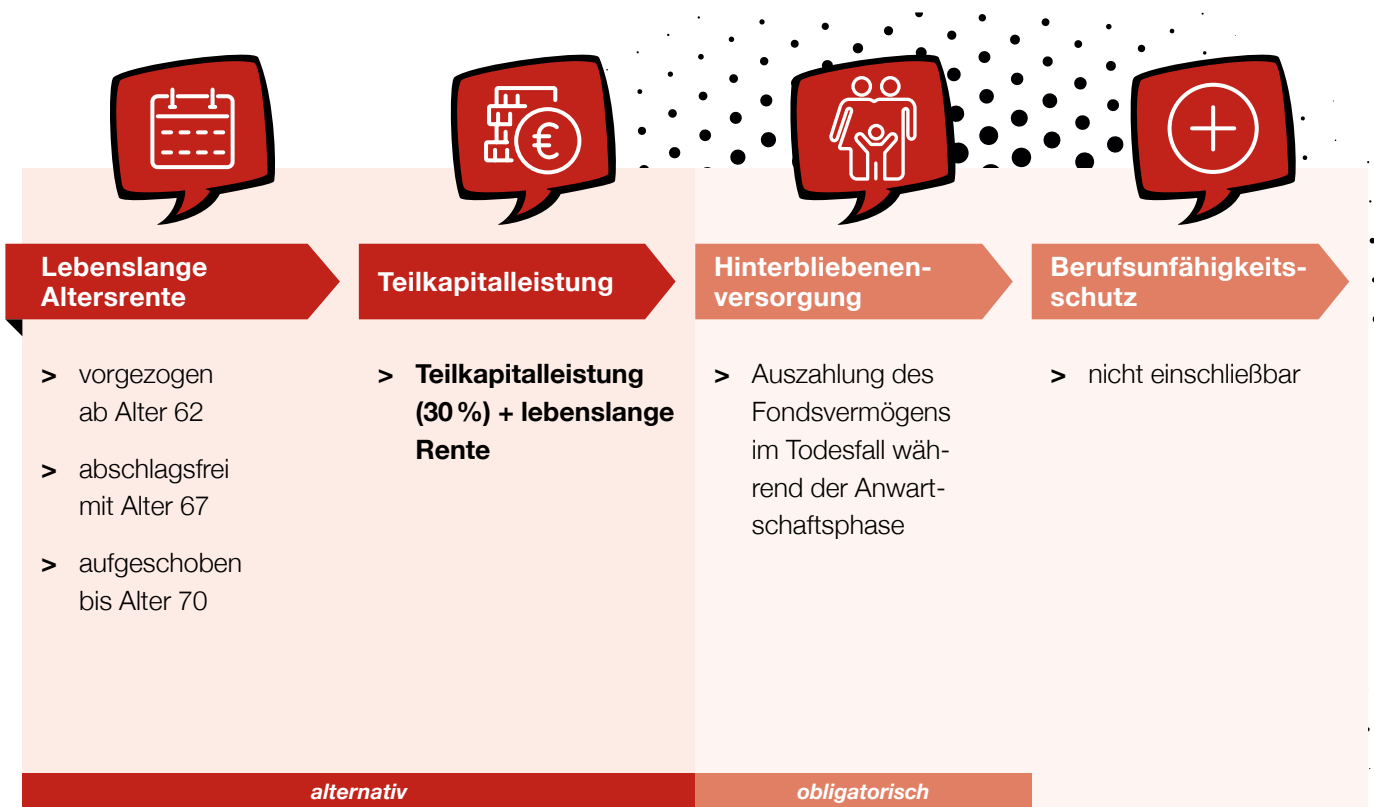 Lebenslange
Altersrente
> vorgezogen
ab Alter 62
> abschlagsfrei
mit Alter 67
> aufgeschoben
bis Alter 70
Teilkapitalleistung
> Teilkapitalleistung
(30 %) + lebenslange
Rente
alternativ
Hinterbliebenen-
versorgung
> Auszahlung des
Fondsvermögens
im Todesfall wäh-
rend der Anwart-
schaftsphase
obligatorisch
Berufsunfähigkeits-
schutz
> nicht einschließbar